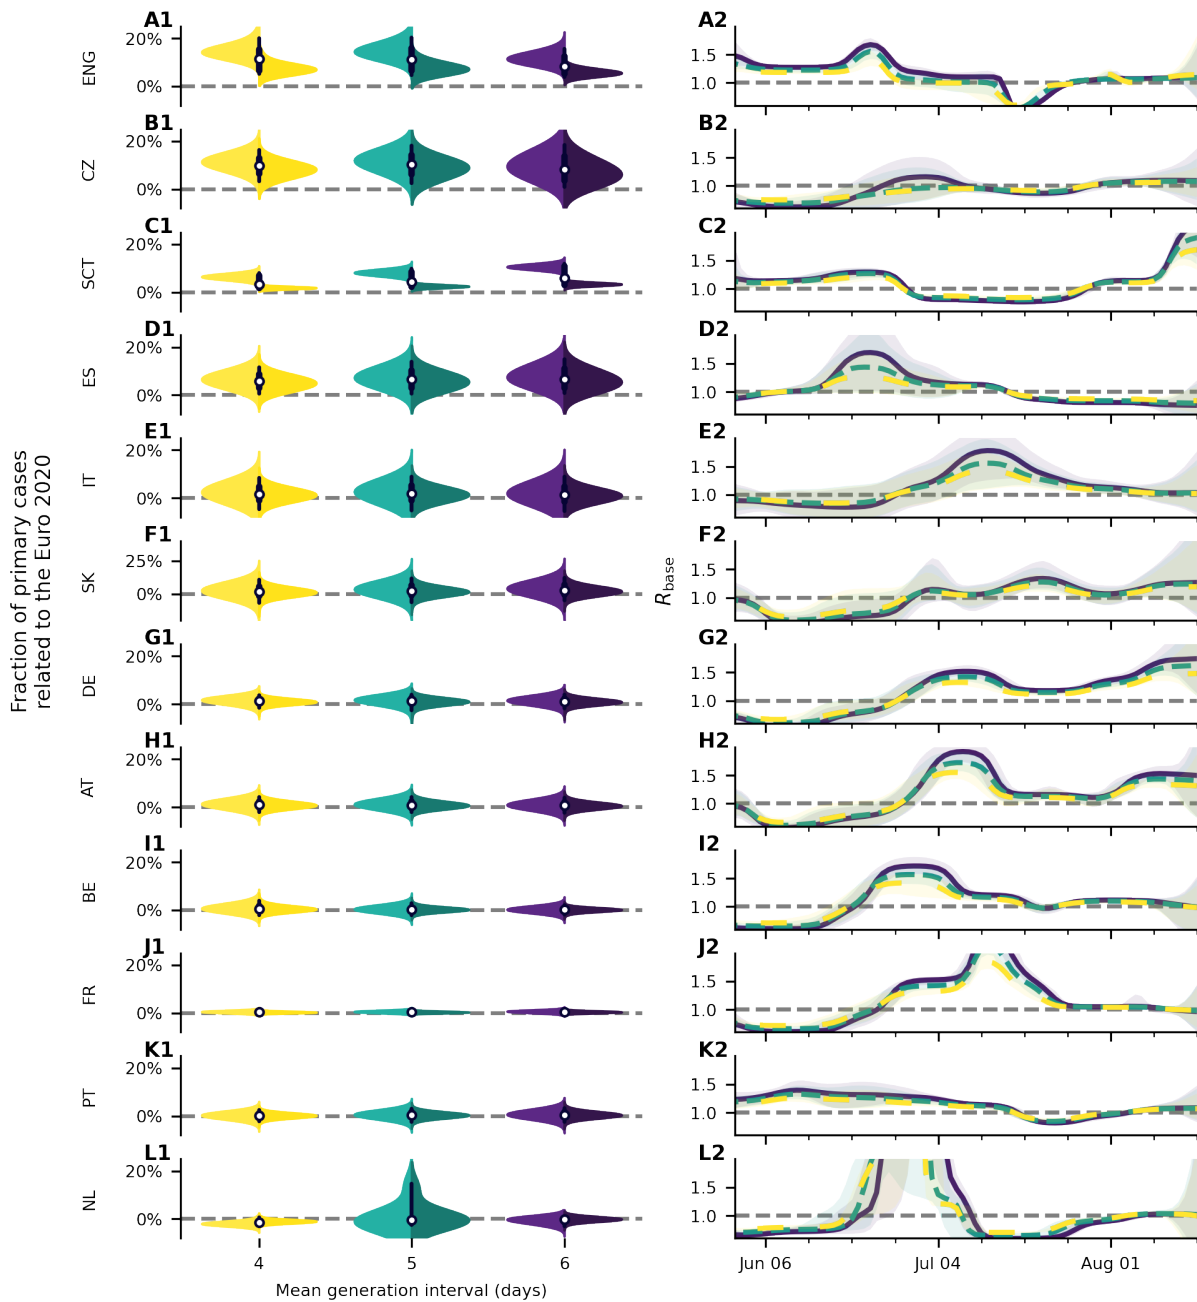 A1
20%
0%
ENG
A2
1.5
1.0
B1
20%
0%
CZ
B2
1.5
1.0
C1
20%
0%
SCT
C2
1.5
1.0
D1
20%
0%
ES
D2
1.5
1.0
E1
20%
0%
IT
E2
1.5
1.0
F1
25%
0%
SK
F2
1.5
1.0
G1
20%
0%
DE
G2
1.5
1.0
H1
20%
0%
AT
H2
1.5
1.0
I1
20%
0%
BE
I2
1.5
1.0
J1
20%
0%
FR
J2
1.5
1.0
K1
20%
0%
PT
K2
1.5
1.0
L1
20%
0%
NL
L2
1.5
1.0
Fraction of primary cases
related to the Euro 2020
Rbase
4 5 6
Mean generation interval (days)
Jun 06 Jul 04 Aug 01